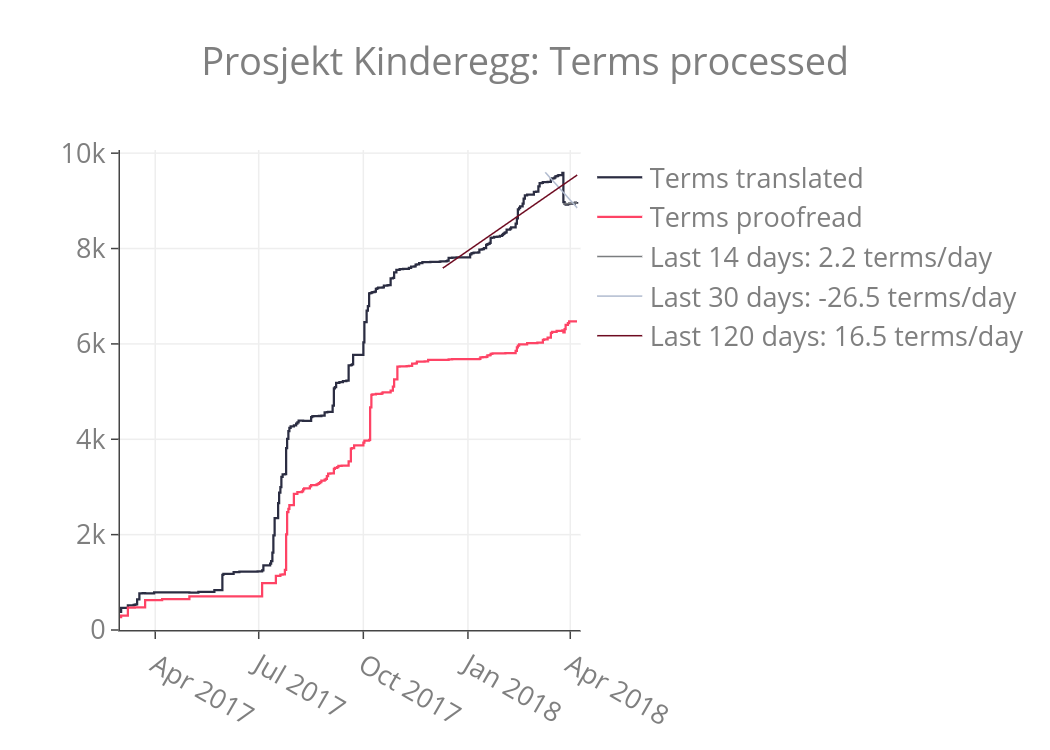 Prosjekt Kinderegg: Terms processed
10k
8k
6k
4k
2k
0
Apr 2017
Jul 2017
Oct 2017
Jan 2018
Apr 2018
Terms translated
Terms proofread
Last 14 days: 2.2 terms/day
Last 30 days: -26.5 terms/day
Last 120 days: 16.5 terms/day